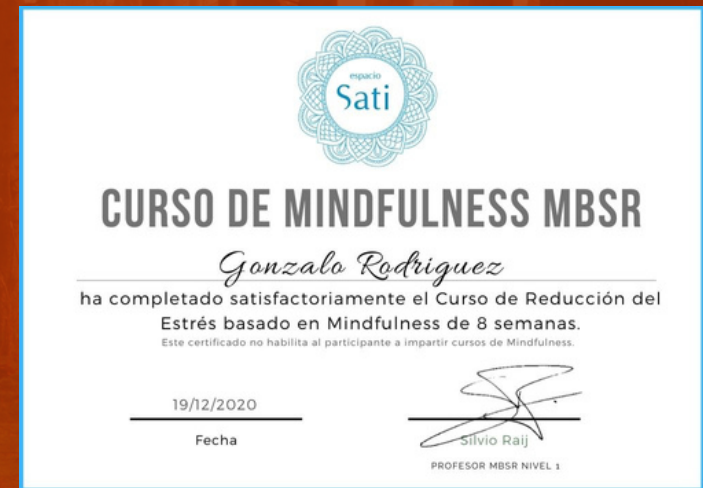 espacio
Sati
CURSO DE MINDFULNESS MBSR
Gonzalo Rodriguez
ha completado satisfactoriamente el Curso de Reducción del
Estrés basado en Mindfulness de 8 semanas.
Este certificado no habilita al participante a impartir cursos de Mindfulness.
19/12/2020
Fecha
Silvio Raij
PROFESOR MBSR NIVEL 1